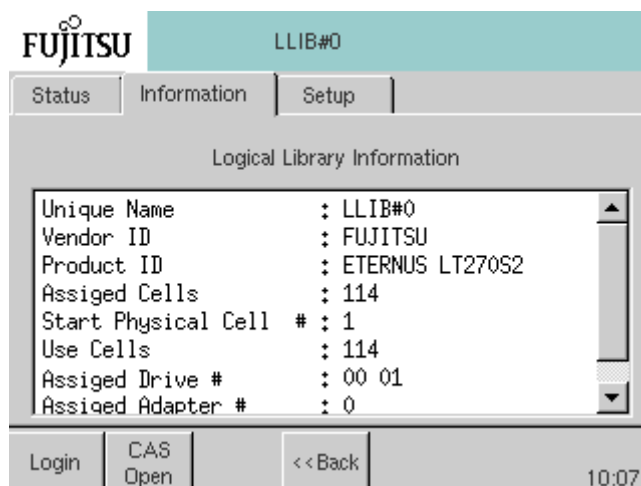 FUJITSU LLIB#0
Status Information Setup
Logical Library Information
Unique Name : LLIB#0
Vendor ID : FUJITSU
Product ID : ETERNUS LT270S2
Assiged Cells : 114
Start Physical Cell # : 1
Use Cells : 114
Assiged Drive # : 00 01
Assiged Adapter # : 0
Login CAS Open <<Back 10:07